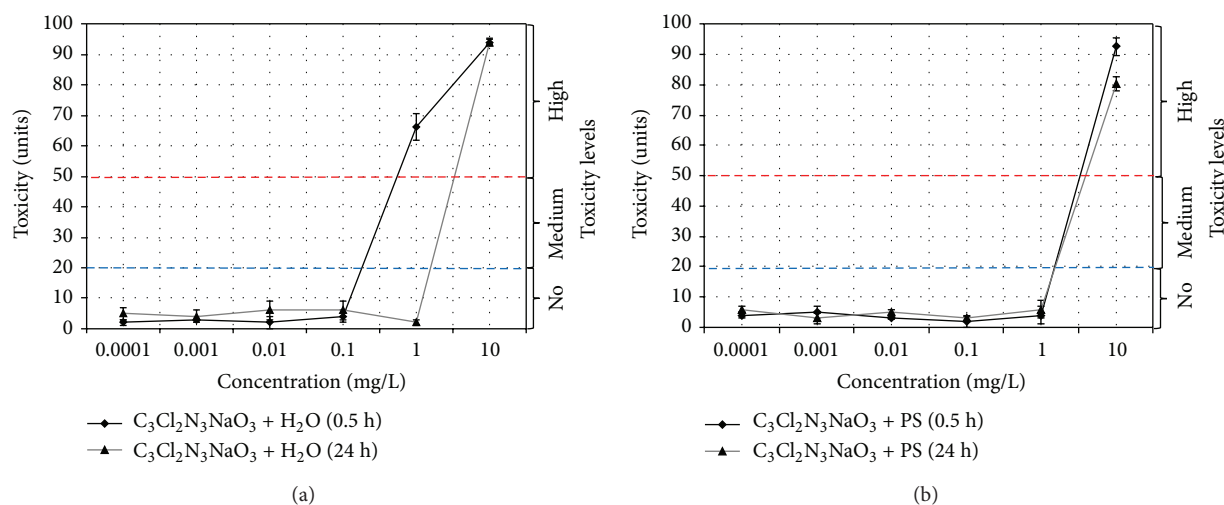 100
90
80
70
60
50
40
30
20
10
0
Toxicity (units)
0.0001 0.001 0.01 0.1 1 10
Concentration (mg/L)
High
Medium
No
Toxicity levels
C₃Cl₂N₃NaO₃ + H₂O (0.5 h)
C₃Cl₂N₃NaO₃ + H₂O (24 h)
(a)
100
90
80
70
60
50
40
30
20
10
0
Toxicity (units)
0.0001 0.001 0.01 0.1 1 10
Concentration (mg/L)
High
Medium
No
Toxicity levels
C₃Cl₂N₃NaO₃ + PS (0.5 h)
C₃Cl₂N₃NaO₃ + PS (24 h)
(b)